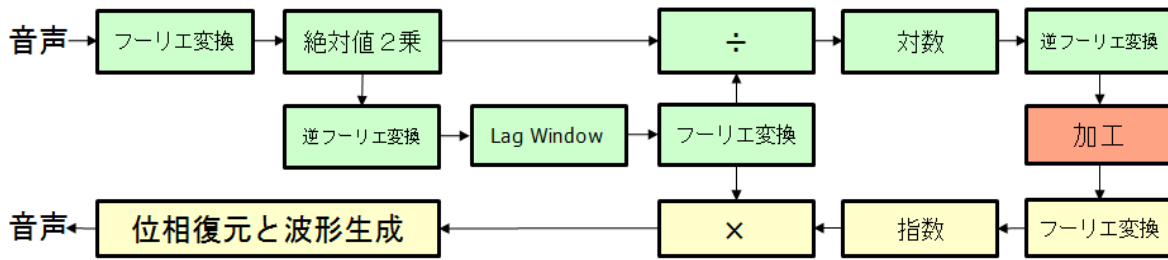 音声
フーリエ変換
絶対値２乗
÷
対数
逆フーリエ変換
逆フーリエ変換
Lag Window
フーリエ変換
加工
音声
位相復元と波形生成
×
指数
フーリエ変換